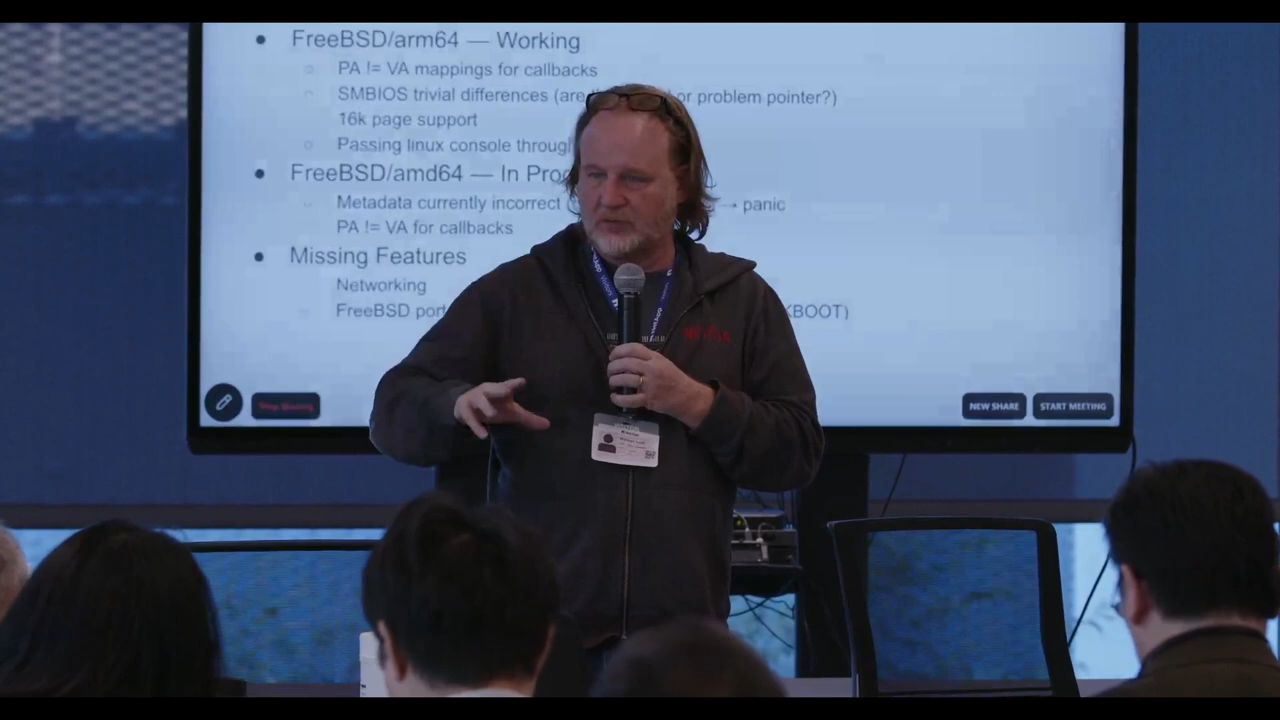 FreeBSD/arm64 — Working
PA != VA mappings for callbacks
SMBIOS trivial differences (are or problem pointer?)
16k page support
Passing linux console through
FreeBSD/amd64 — In
Metadata currently incorrect ( → panic
PA != VA for callbacks
Missing Features
Networking
FreeBSD KBOOT)
Stop Sharing
NEW SHARE
START MEETING